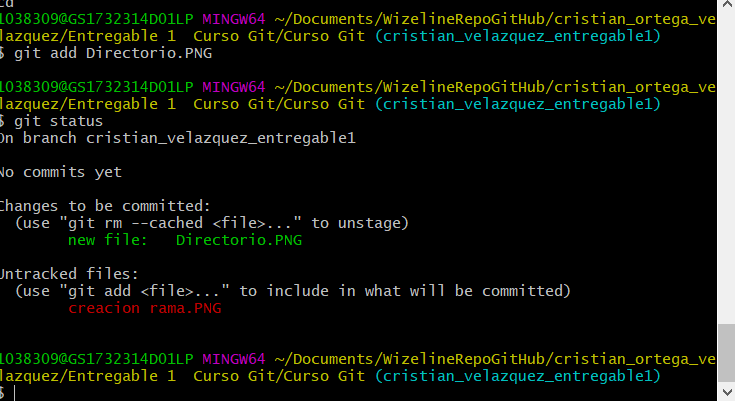 cd
1038309@GS1732314D01LP MINGW64 ~/Documents/WizelineRepoGitHub/cristian_ortega_ve
lazquez/Entregable 1  Curso Git/Curso Git (cristian_velazquez_entregable1)
$ git add Directorio.PNG
1038309@GS1732314D01LP MINGW64 ~/Documents/WizelineRepoGitHub/cristian_ortega_ve
lazquez/Entregable 1  Curso Git/Curso Git (cristian_velazquez_entregable1)
$ git status
On branch cristian_velazquez_entregable1
No commits yet
Changes to be committed:
  (use "git rm --cached <file>..." to unstage)
        new file:   Directorio.PNG
Untracked files:
  (use "git add <file>..." to include in what will be committed)
        creacion rama.PNG
1038309@GS1732314D01LP MINGW64 ~/Documents/WizelineRepoGitHub/cristian_ortega_ve
lazquez/Entregable 1  Curso Git/Curso Git (cristian_velazquez_entregable1)
$